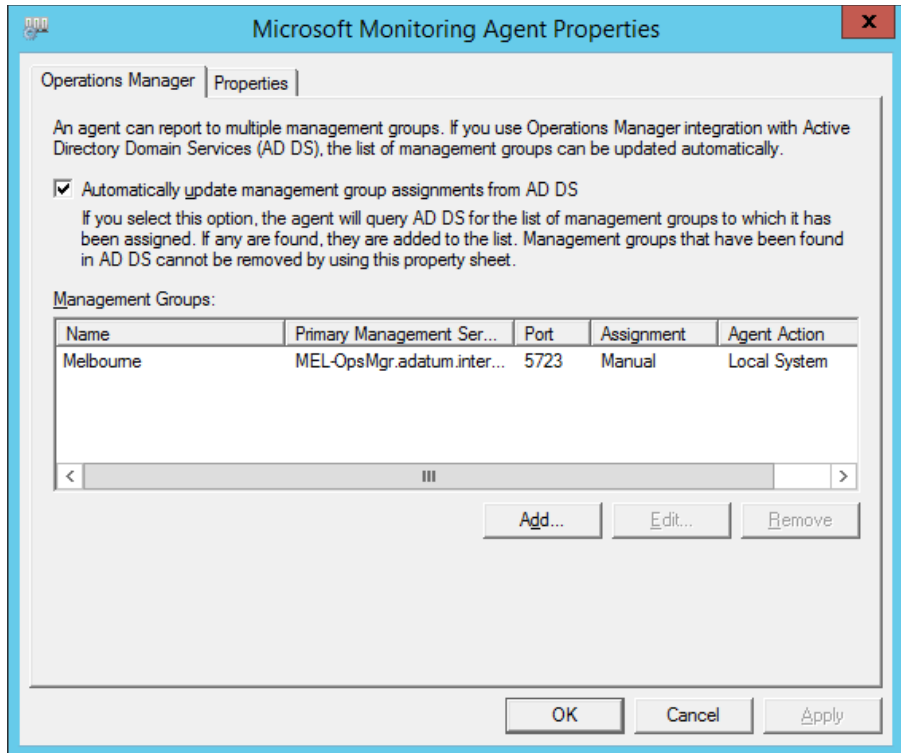 Microsoft Monitoring Agent Properties
x
Operations Manager
Properties
An agent can report to multiple management groups. If you use Operations Manager integration with Active
Directory Domain Services (AD DS), the list of management groups can be updated automatically.
Automatically update management group assignments from AD DS
If you select this option, the agent will query AD DS for the list of management groups to which it has
been assigned. If any are found, they are added to the list. Management groups that have been found
in AD DS cannot be removed by using this property sheet.
Management Groups:
Name Primary Management Ser... Port Assignment Agent Action
Melbourne MEL-OpsMgr.adatum.inter... 5723 Manual Local System
Add... Edit... Remove
OK Cancel Apply